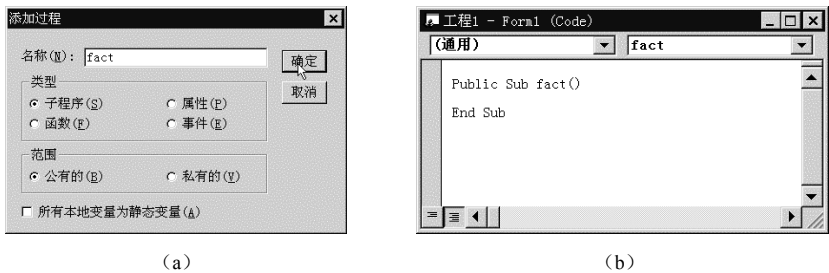 添加过程
名称(N): fact
确定
取消
类型
子程序(S) 属性(P)
函数(F) 事件(E)
范围
公有的(B) 私有的(V)
所有本地变量为静态变量(A)
(a)
工程1 - Form1 (Code)
(通用) fact
Public Sub fact()
End Sub
(b)